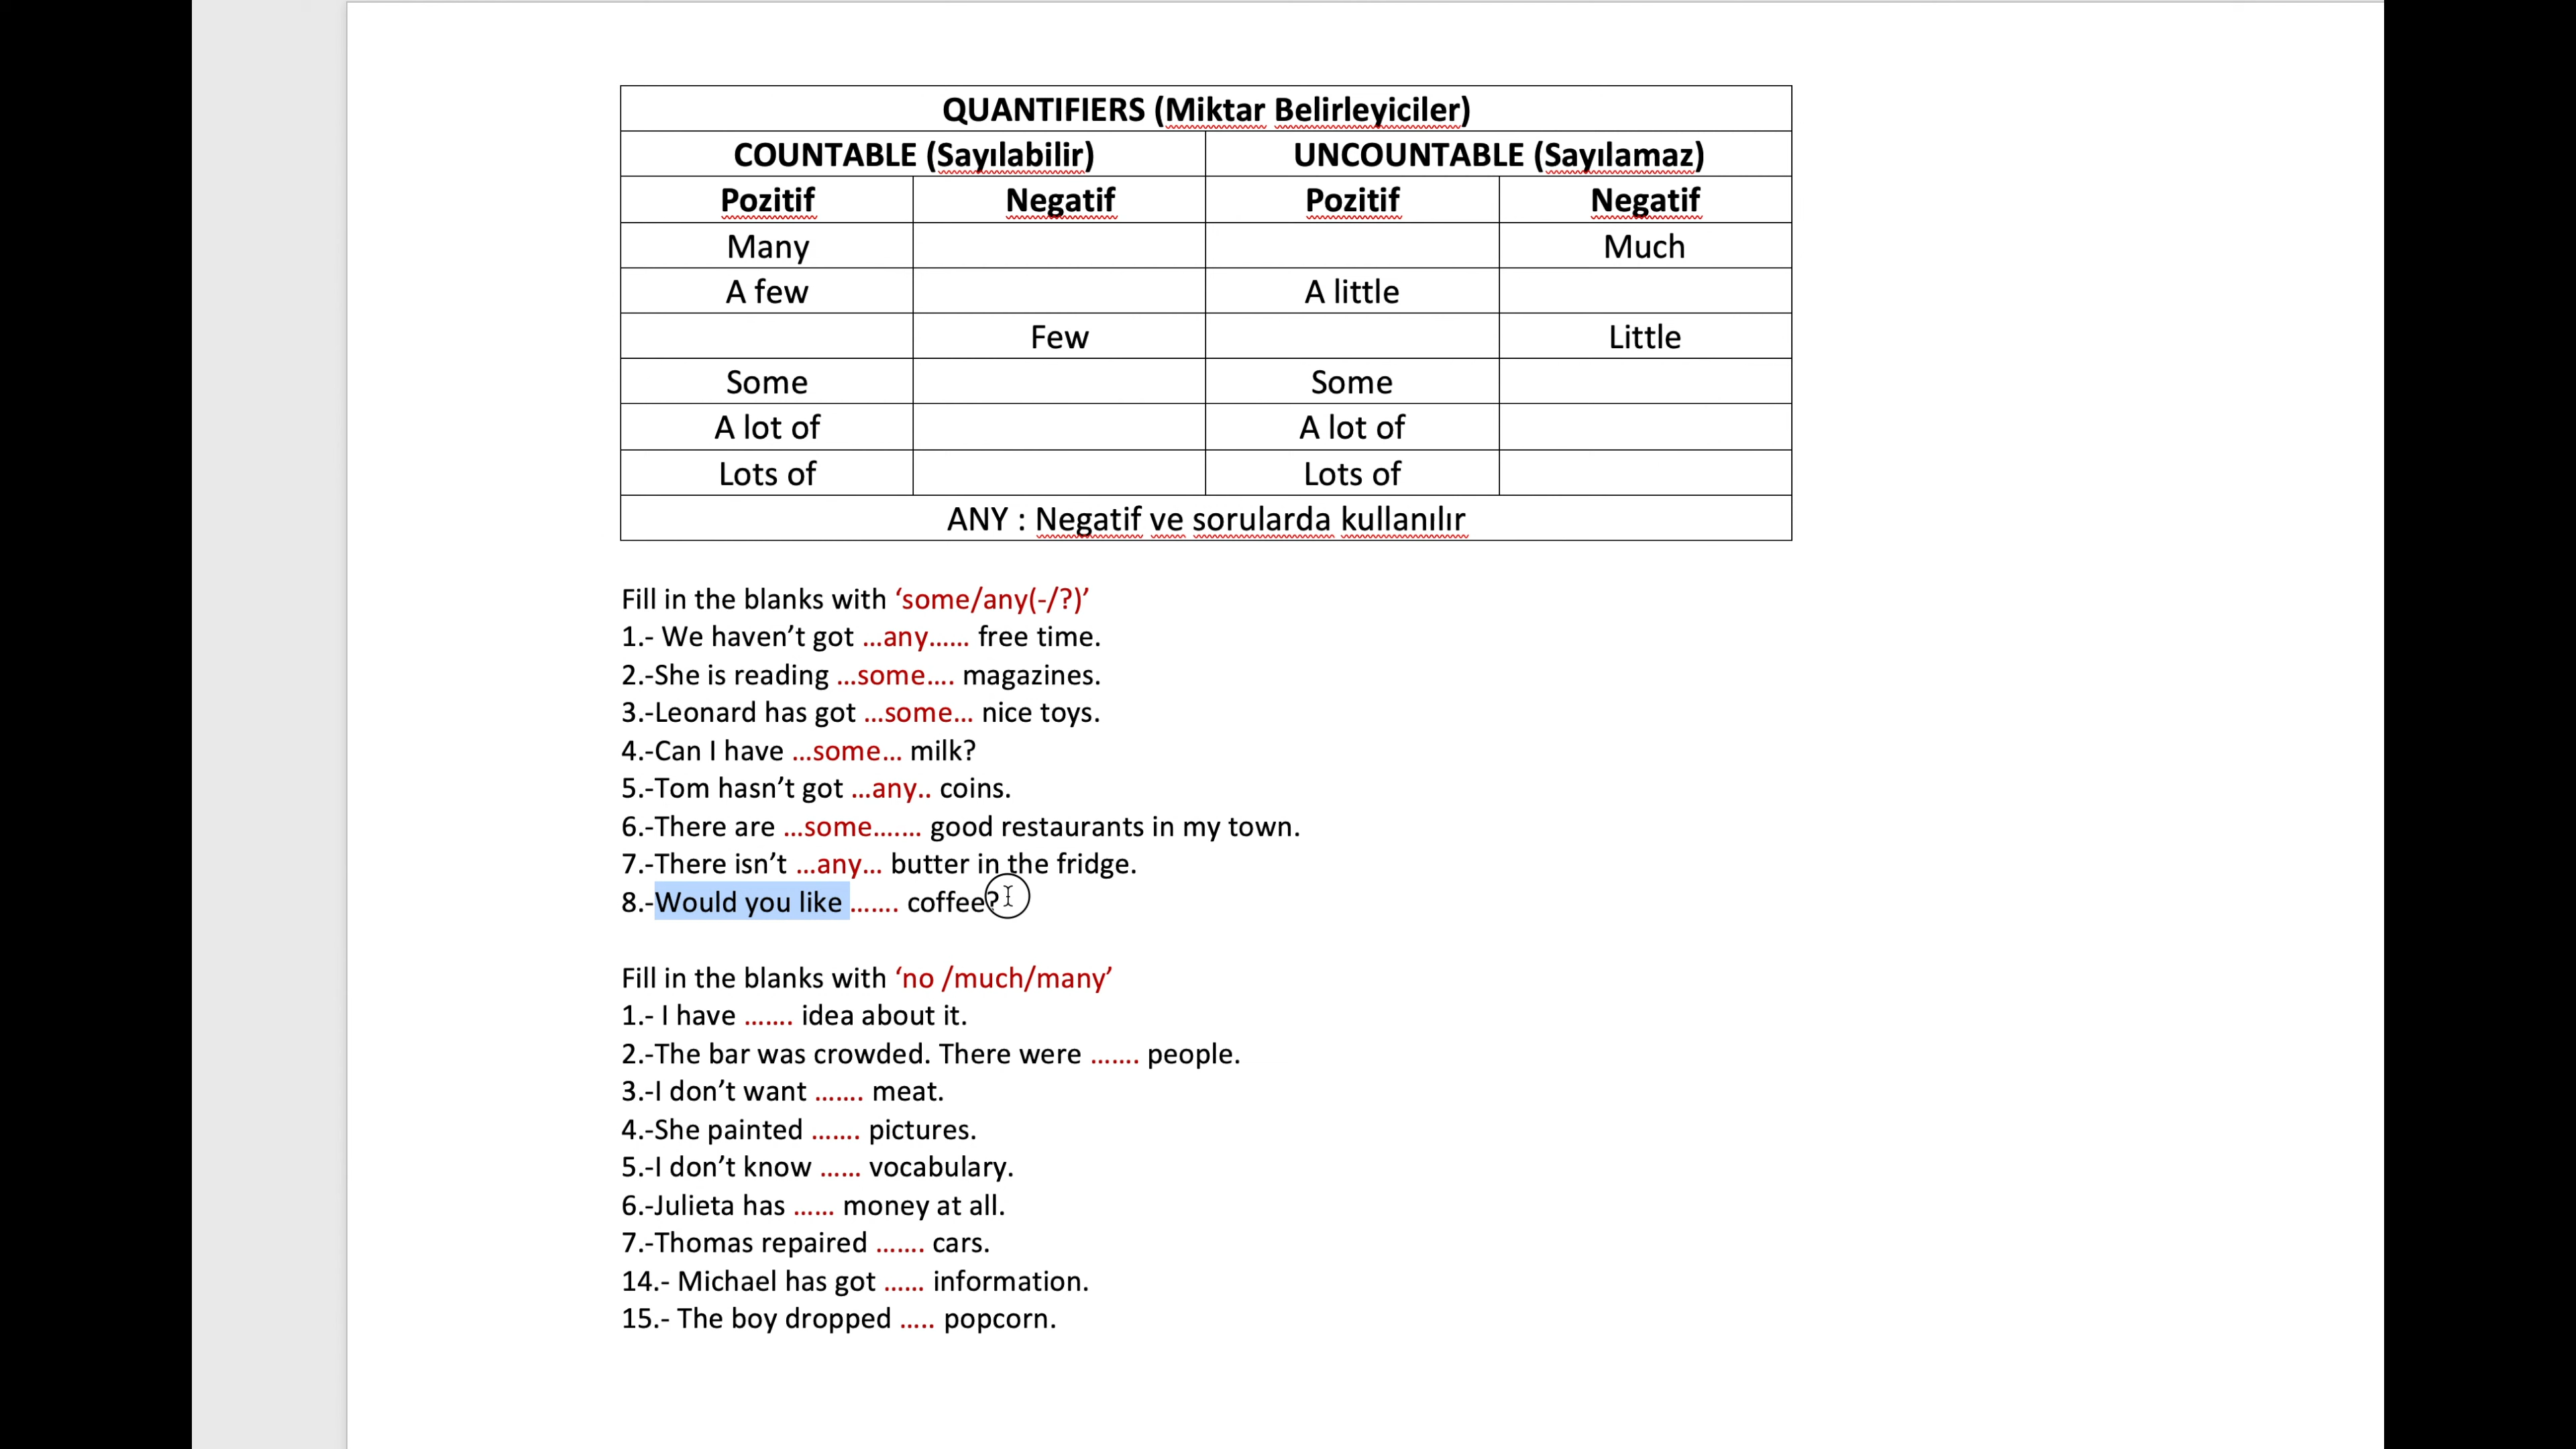 QUANTIFIERS (Miktar Belirleyiciler)
COUNTABLE (Sayılabilir) UNCOUNTABLE (Sayılamaz)
Pozitif Negatif Pozitif Negatif
Many Much
A few A little
Few Little
Some Some
A lot of A lot of
Lots of Lots of
ANY : Negatif ve sorularda kullanılır
Fill in the blanks with ‘some/any(-/?)’
1.- We haven’t got …any…… free time.
2.-She is reading …some…. magazines.
3.-Leonard has got …some… nice toys.
4.-Can I have …some… milk?
5.-Tom hasn’t got …any.. coins.
6.-There are …some.…… good restaurants in my town.
7.-There isn’t …any… butter in the fridge.
8.-Would you like ……. coffee?
Fill in the blanks with ‘no /much/many’
1.- I have ……. idea about it.
2.-The bar was crowded. There were ……. people.
3.-I don’t want ……. meat.
4.-She painted ……. pictures.
5.-I don’t know …… vocabulary.
6.-Julieta has …… money at all.
7.-Thomas repaired ……. cars.
14.- Michael has got …… information.
15.- The boy dropped ….. popcorn.